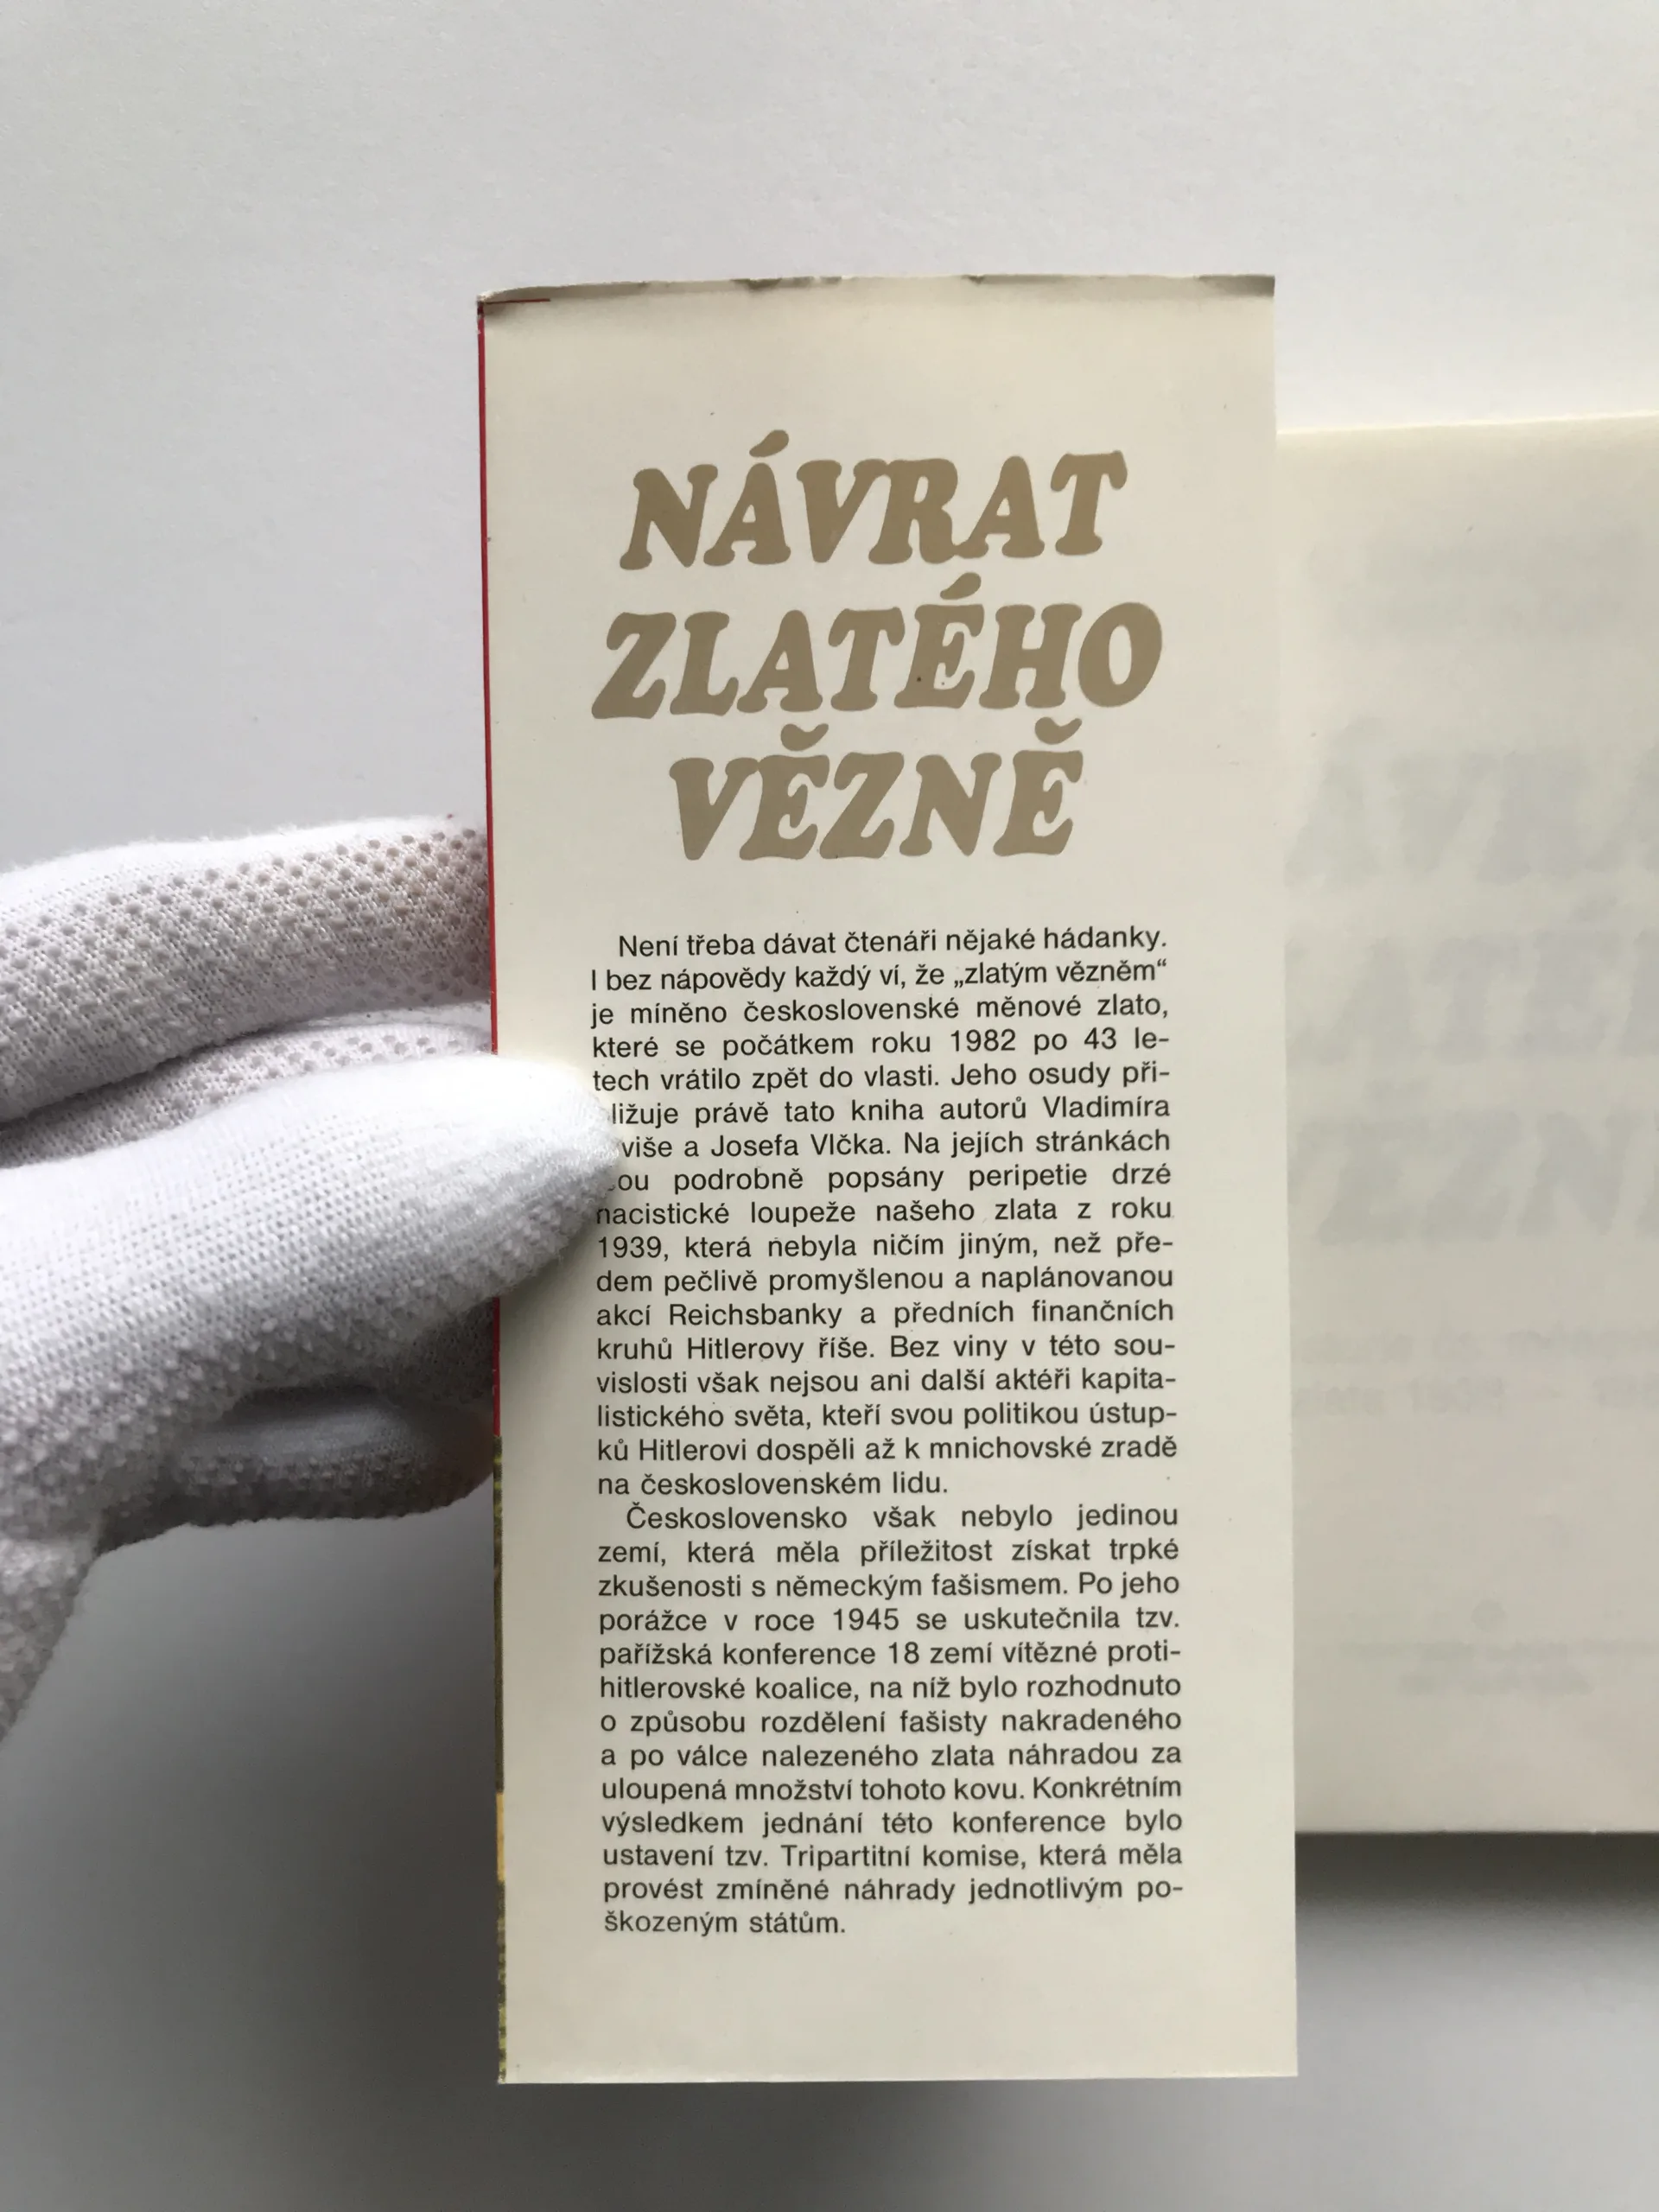 NÁVRAT
ZLATÉHO
VĚZNĚ
Není třeba dávat čtenáři nějaké hádanky.
I bez nápovědy každý ví, že „zlatým vězněm“
je míněno československé měnové zlato,
které se počátkem roku 1982 po 43 le-
tech vrátilo zpět do vlasti. Jeho osudy při-
ližuje právě tato kniha autorů Vladimíra
a Josefa Vlčka. Na jejích stránkách
podrobně popsány peripetie drzé
nacistické loupeže našeho zlata z roku
1939, která nebyla ničím jiným, než pře-
dem pečlivě promyšlenou a naplánovanou
akcí Reichsbanky a předních finančních
kruhů Hitlerovy říše. Bez viny v této sou-
vislosti však nejsou ani další aktéři kapita-
listického světa, kteří svou politikou ústup-
ků Hitlerovi dospěli až k mnichovské zradě
na československém lidu.
Československo však nebylo jedinou
zemí, která měla příležitost získat trpké
zkušenosti s německým fašismem. Po jeho
porážce v roce 1945 se uskutečnila tzv.
pařížská konference 18 zemí vítězné proti-
hitlerovské koalice, na níž bylo rozhodnuto
o způsobu rozdělení fašisty nakradeného
a po válce nalezeného zlata náhradou za
uloupená množství tohoto kovu. Konkrétním
výsledkem jednání této konference bylo
ustavení tzv. Tripartitní komise, která měla
provést zmíněné náhrady jednotlivým po-
škozeným státům.